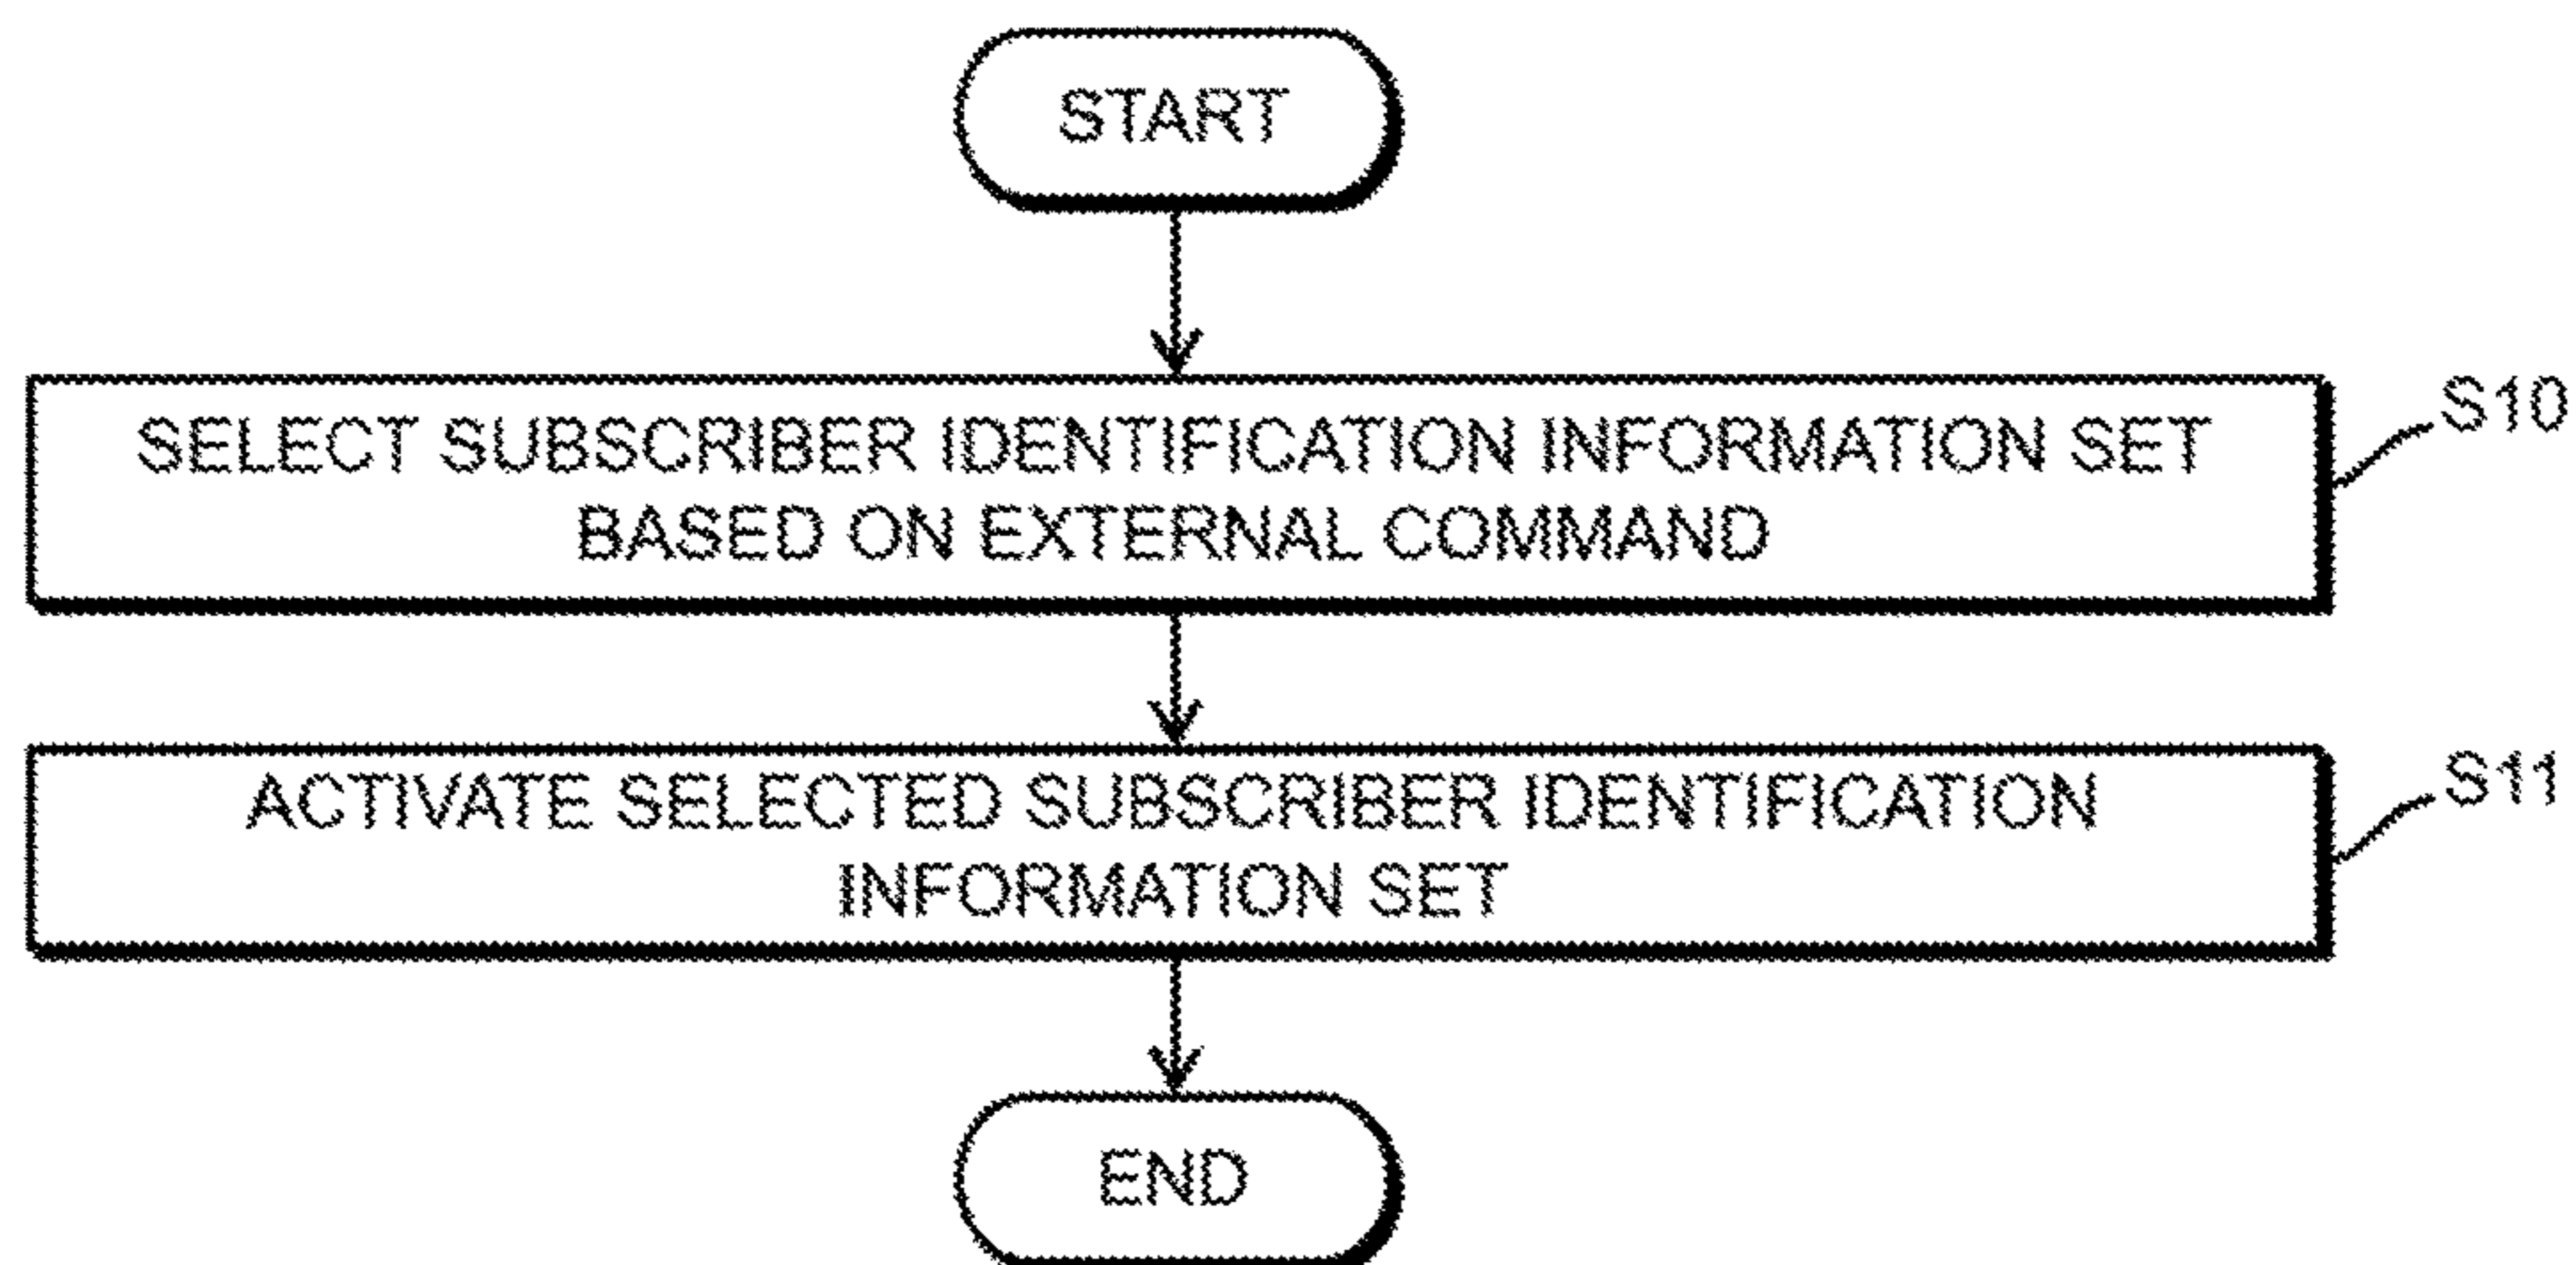 START
SELECT SUBSCRIBER IDENTIFICATION INFORMATION SET
BASED ON EXTERNAL COMMAND
S10
ACTIVATE SELECTED SUBSCRIBER IDENTIFICATION
INFORMATION SET
S11
END